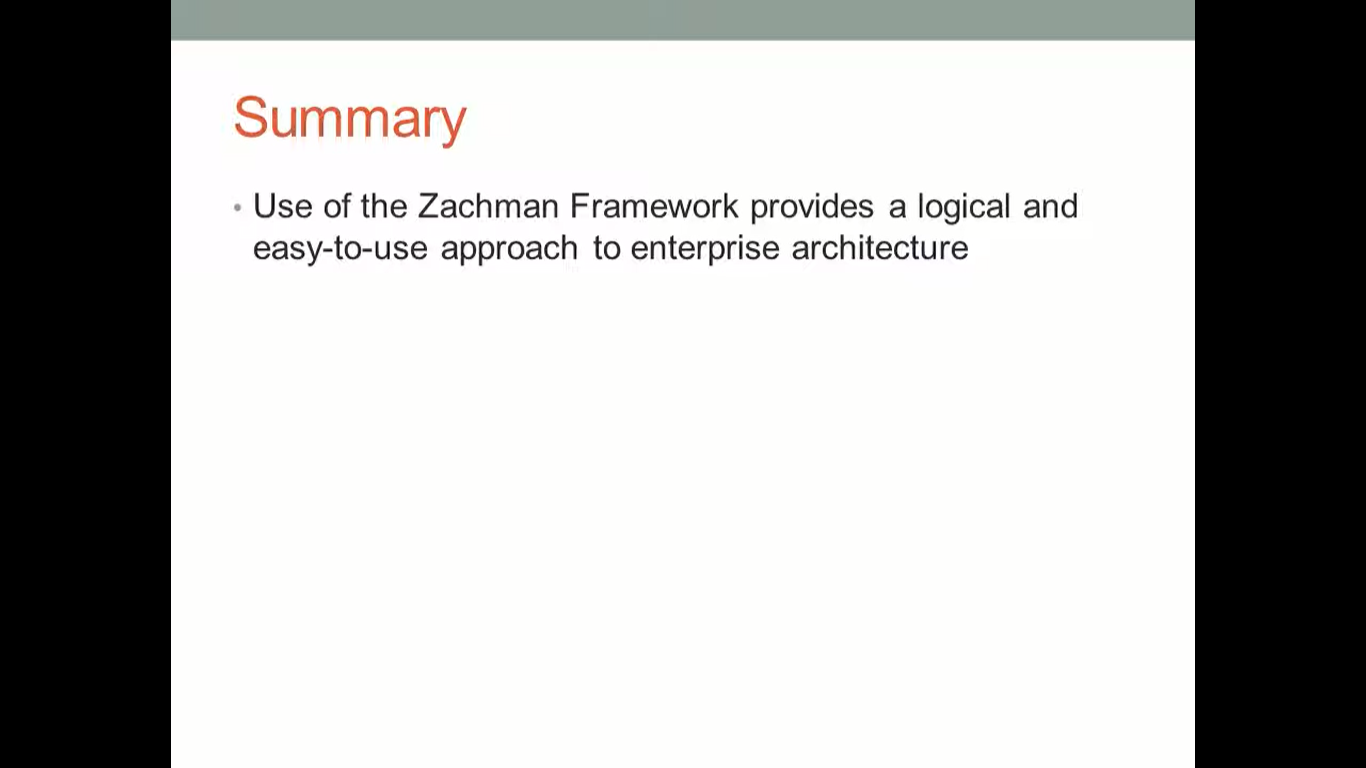 Summary
• Use of the Zachman Framework provides a logical and
easy-to-use approach to enterprise architecture